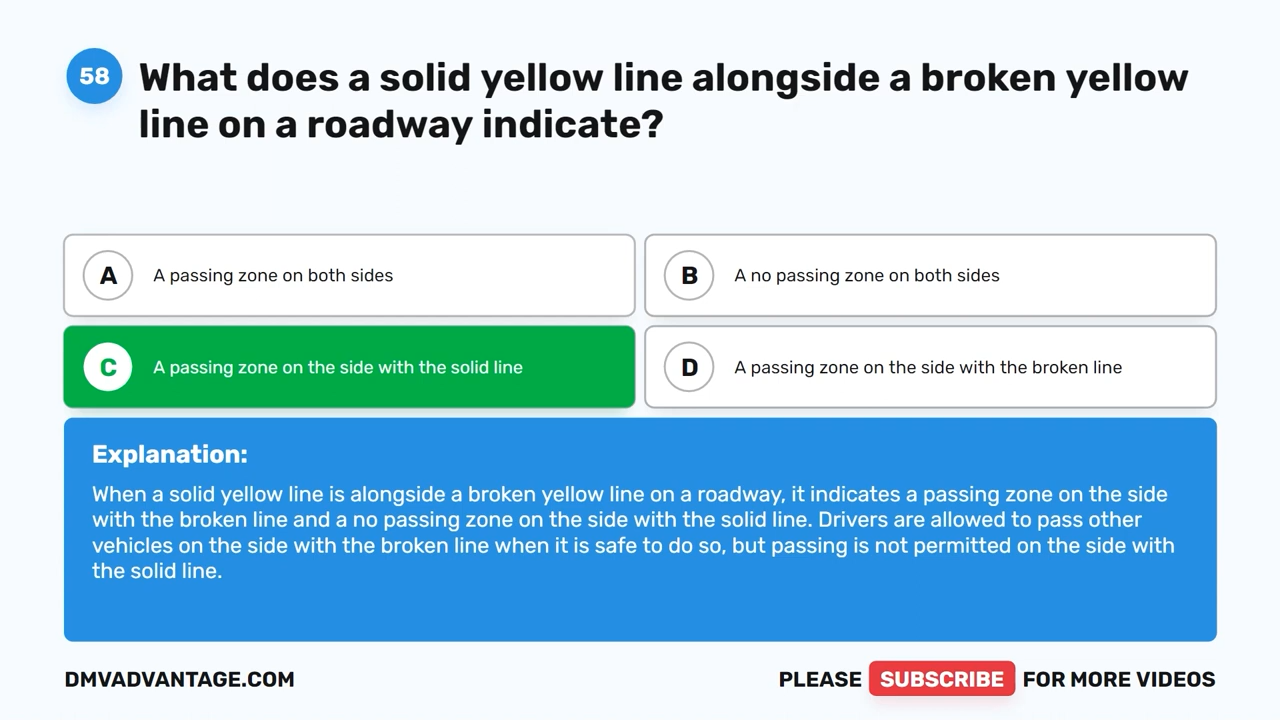 58
What does a solid yellow line alongside a broken yellow
line on a roadway indicate?
A A passing zone on both sides
B A no passing zone on both sides
C A passing zone on the side with the solid line
D A passing zone on the side with the broken line
Explanation:
When a solid yellow line is alongside a broken yellow line on a roadway, it indicates a passing zone on the side
with the broken line and a no passing zone on the side with the solid line. Drivers are allowed to pass other
vehicles on the side with the broken line when it is safe to do so, but passing is not permitted on the side with
the solid line.
DMVADVANTAGE.COM
PLEASE SUBSCRIBE FOR MORE VIDEOS